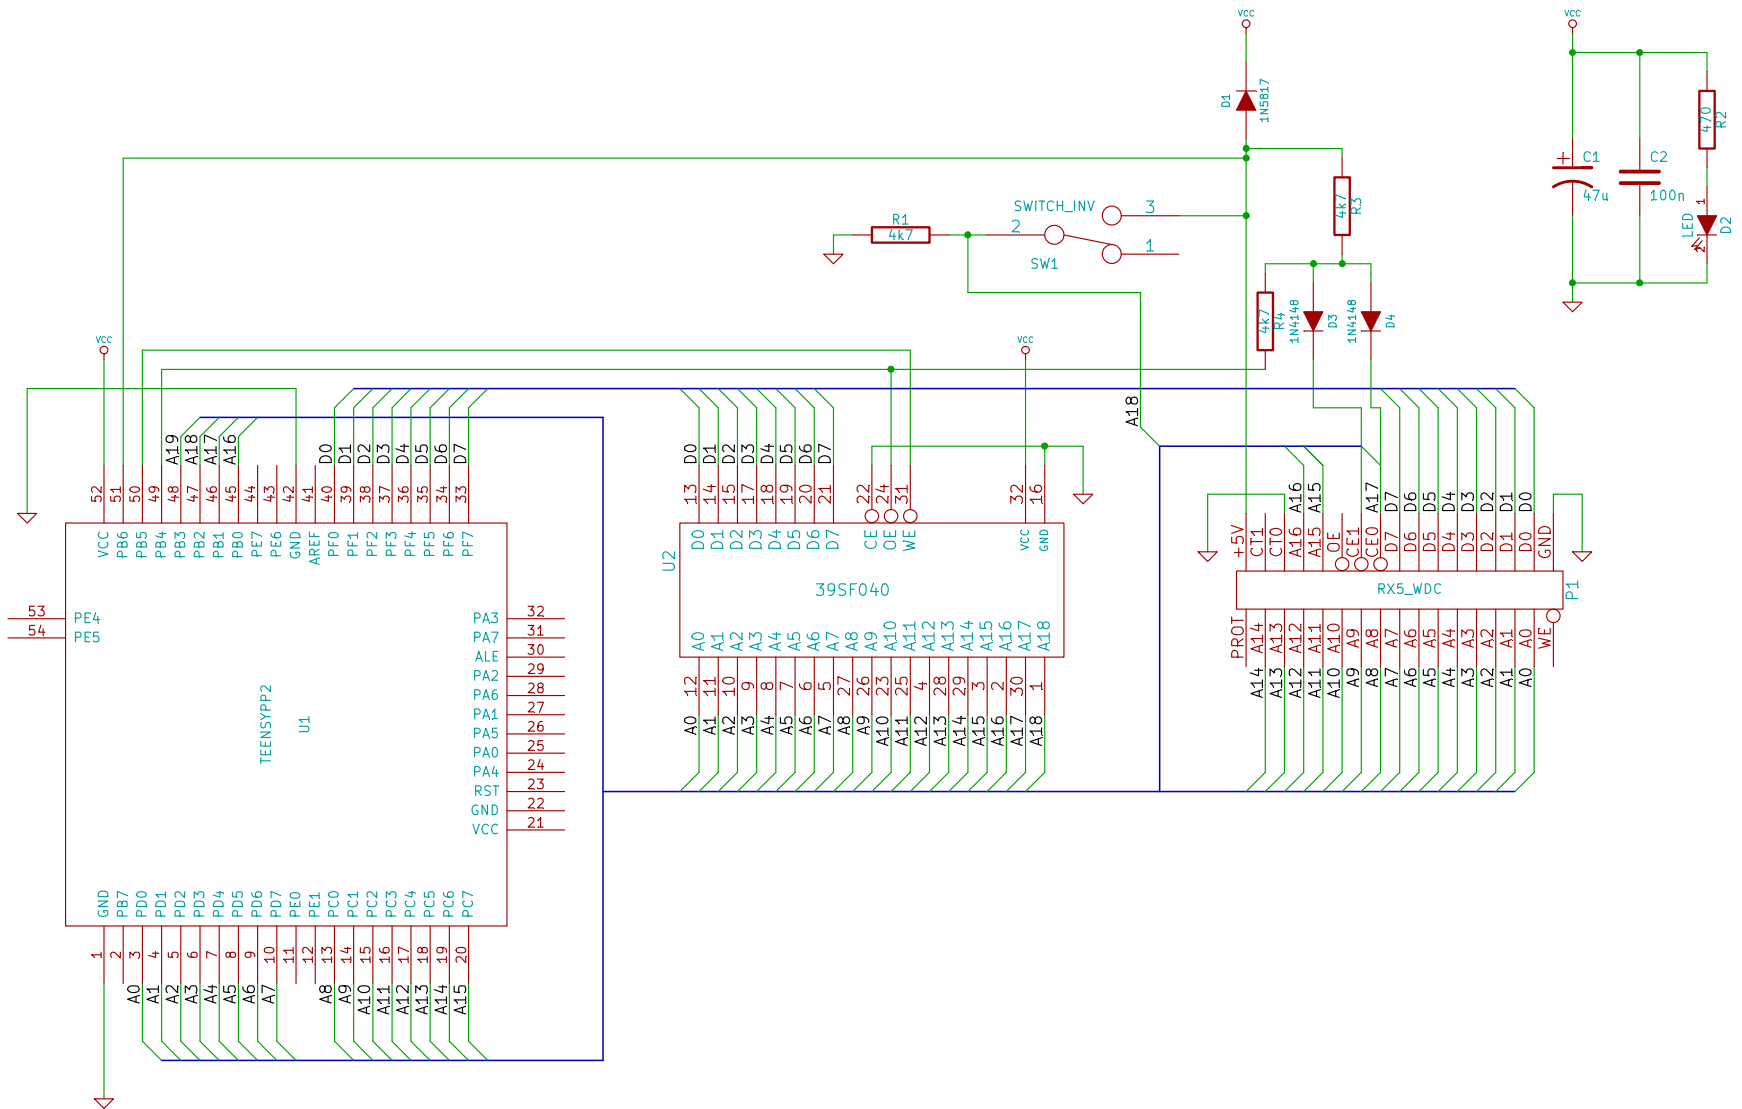 VCC
VCC
D1
1N5817
C1
47u
C2
100n
470
R2
1
LED
2
D2
SWITCH_INV
3
2
1
SW1
R1
4k7
4k7
R3
4k7
R4
1N4148
D3
1N4148
D4
VCC
VCC
A18
A19
A18
A17
A16
D0
D1
D2
D3
D4
D5
D6
D7
52
51
50
49
48
47
46
45
44
43
42
41
40
39
38
37
36
35
34
33
VCC
PB6
PB5
PB4
PB3
PB2
PB1
PB0
PE7
PE6
GND
AREF
PF0
PF1
PF2
PF3
PF4
PF5
PF6
PF7
53
PE4
54
PE5
PA3 32
PA7 31
ALE 30
PA2 29
PA6 28
PA1 27
PA5 26
PA0 25
PA4 24
RST 23
GND 22
VCC 21
TEENSYPP2
U1
GND
PB7
PD0
PD1
PD2
PD3
PD4
PD5
PD6
PD7
PE0
PE1
PC0
PC1
PC2
PC3
PC4
PC5
PC6
PC7
1
2
3
4
5
6
7
8
9
10
11
12
13
14
15
16
17
18
19
20
A0
A1
A2
A3
A4
A5
A6
A7
A8
A9
A10
A11
A12
A13
A14
A15
D0
D1
D2
D3
D4
D5
D6
D7
13
14
15
17
18
19
20
21
22
24
31
32
16
D0
D1
D2
D3
D4
D5
D6
D7
CE
OE
WE
VCC
GND
U2
39SF040
A0
A1
A2
A3
A4
A5
A6
A7
A8
A9
A10
A11
A12
A13
A14
A15
A16
A17
A18
12
11
10
9
8
7
6
5
27
26
23
25
4
28
29
3
2
30
1
A0
A1
A2
A3
A4
A5
A6
A7
A8
A9
A10
A11
A12
A13
A14
A15
A16
A17
A18
A16
A15
A17
D7
D6
D5
D4
D3
D2
D1
D0
+5V
CT1
CT0
A16
A15
OE
CE1
CE0
D7
D6
D5
D4
D3
D2
D1
D0
GND
RX5_WDC
P1
PROT
A14
A13
A12
A11
A10
A9
A8
A7
A6
A5
A4
A3
A2
A1
A0
WE
A14
A13
A12
A11
A10
A9
A8
A7
A6
A5
A4
A3
A2
A1
A0